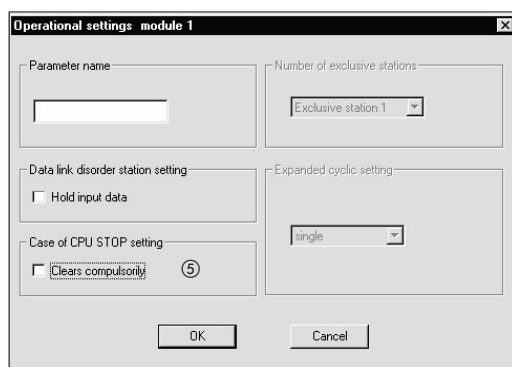 Operational settings module 1
Parameter name
Number of exclusive stations
Exclusive station 1
Data link disorder station setting
Hold input data
Expanded cyclic setting
single
Case of CPU STOP setting
Clears compulsorily
⑤
OK
Cancel